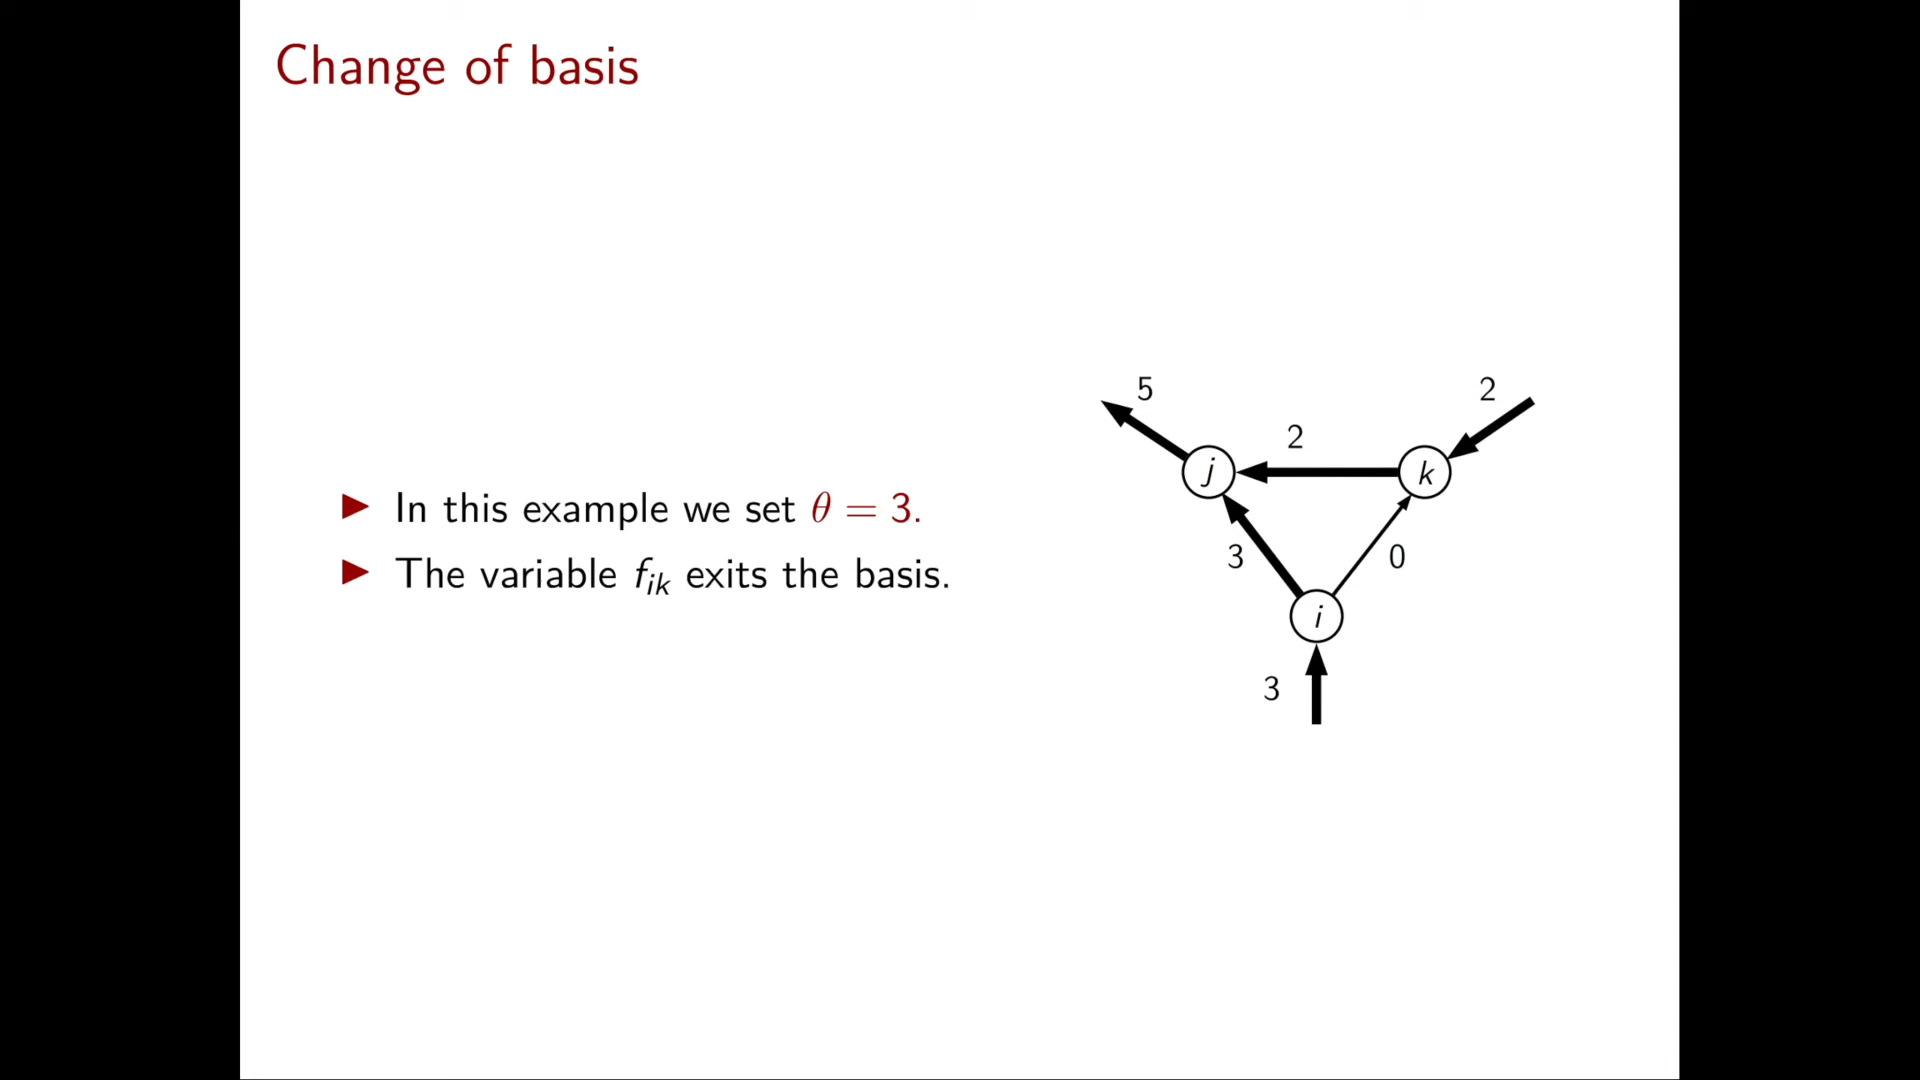 Change of basis
▶ In this example we set θ = 3.
▶ The variable f_ik exits the basis.
5
2
2
j
k
3
0
i
3